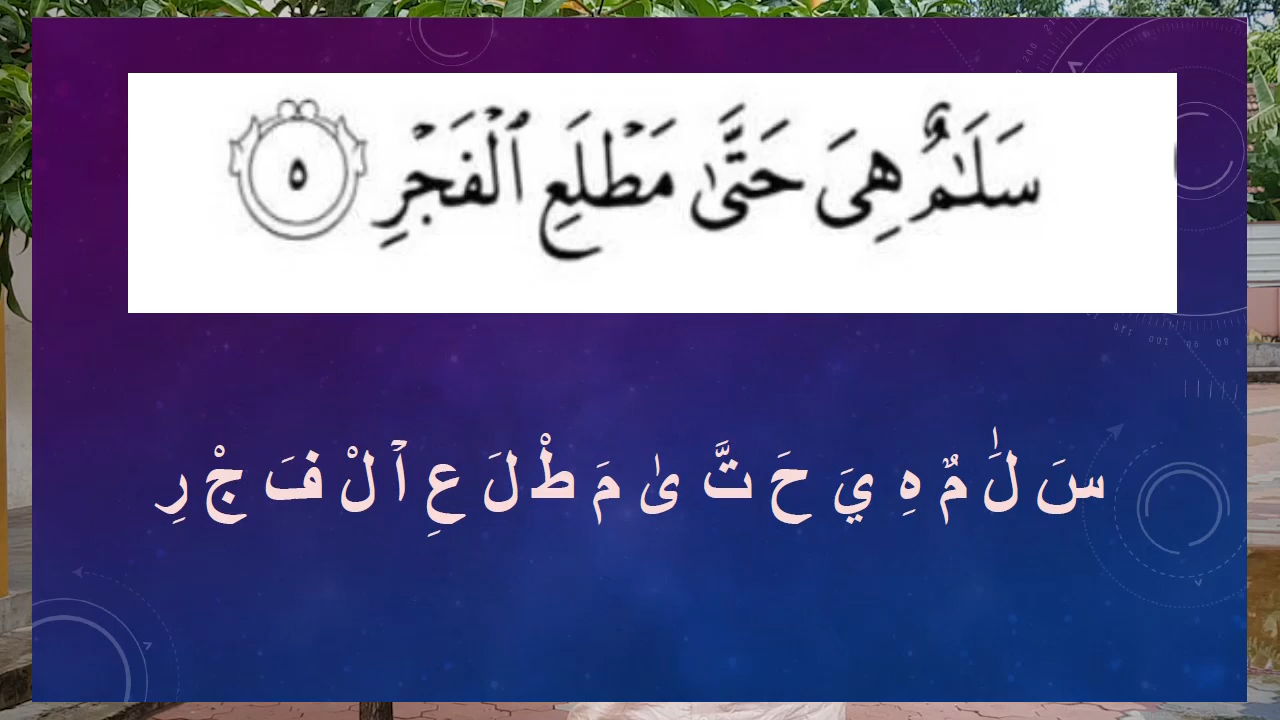 سَلَـٰمٌ هِىَ حَتَّىٰ مَطْلَعِ ٱلْفَجْرِ ٥
سَ لَٰ مٌ هِ يَ حَ تَّ ىٰ مَ طْ لَ عِ ٱ لْ فَ جْ رِ